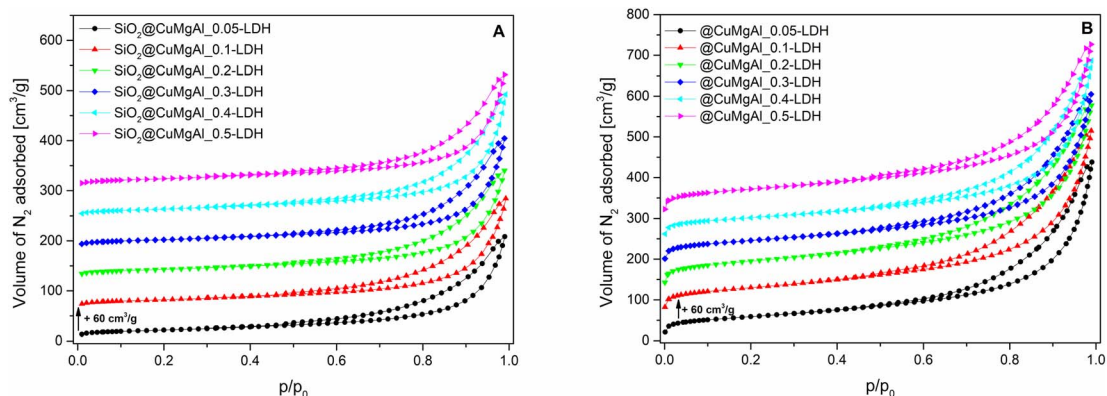 A
SiO₂@CuMgAl_0.05-LDH
SiO₂@CuMgAl_0.1-LDH
SiO₂@CuMgAl_0.2-LDH
SiO₂@CuMgAl_0.3-LDH
SiO₂@CuMgAl_0.4-LDH
SiO₂@CuMgAl_0.5-LDH
Volume of N₂ adsorbed [cm³/g]
600
500
400
300
200
100
0
+ 60 cm³/g
0.0 0.2 0.4 0.6 0.8 1.0
p/p₀
B
@CuMgAl_0.05-LDH
@CuMgAl_0.1-LDH
@CuMgAl_0.2-LDH
@CuMgAl_0.3-LDH
@CuMgAl_0.4-LDH
@CuMgAl_0.5-LDH
Volume of N₂ adsorbed [cm³/g]
800
700
600
500
400
300
200
100
0
+ 60 cm³/g
0.0 0.2 0.4 0.6 0.8 1.0
p/p₀